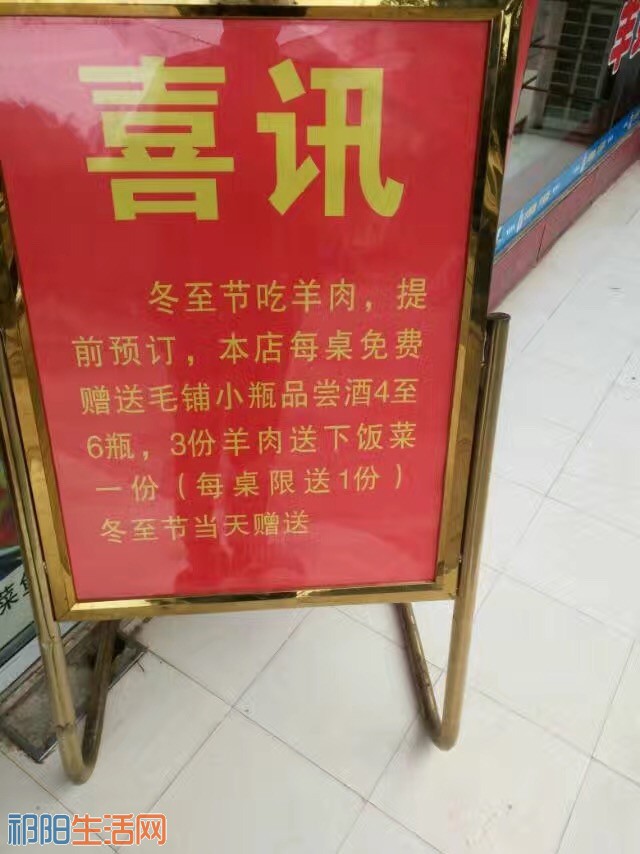 喜讯
冬至节吃羊肉，提
前预订，本店每桌免费
赠送毛铺小瓶品尝酒4至
6瓶，3份羊肉送下饭菜
一份（每桌限送1份）
冬至节当天赠送
菜
祁阳生活网